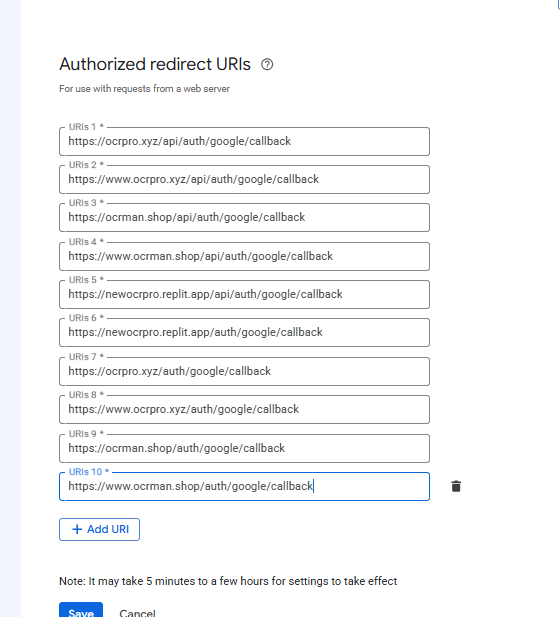 Authorized redirect URIs
For use with requests from a web server
URIs 1 *
https://ocrpro.xyz/api/auth/google/callback
URIs 2 *
https://www.ocrpro.xyz/api/auth/google/callback
URIs 3 *
https://ocrman.shop/api/auth/google/callback
URIs 4 *
https://www.ocrman.shop/api/auth/google/callback
URIs 5 *
https://newocrpro.replit.app/api/auth/google/callback
URIs 6 *
https://newocrpro.replit.app/auth/google/callback
URIs 7 *
https://ocrpro.xyz/auth/google/callback
URIs 8 *
https://www.ocrpro.xyz/auth/google/callback
URIs 9 *
https://ocrman.shop/auth/google/callback
URIs 10 *
https://www.ocrman.shop/auth/google/callback
+ Add URI
Note: It may take 5 minutes to a few hours for settings to take effect
Save Cancel